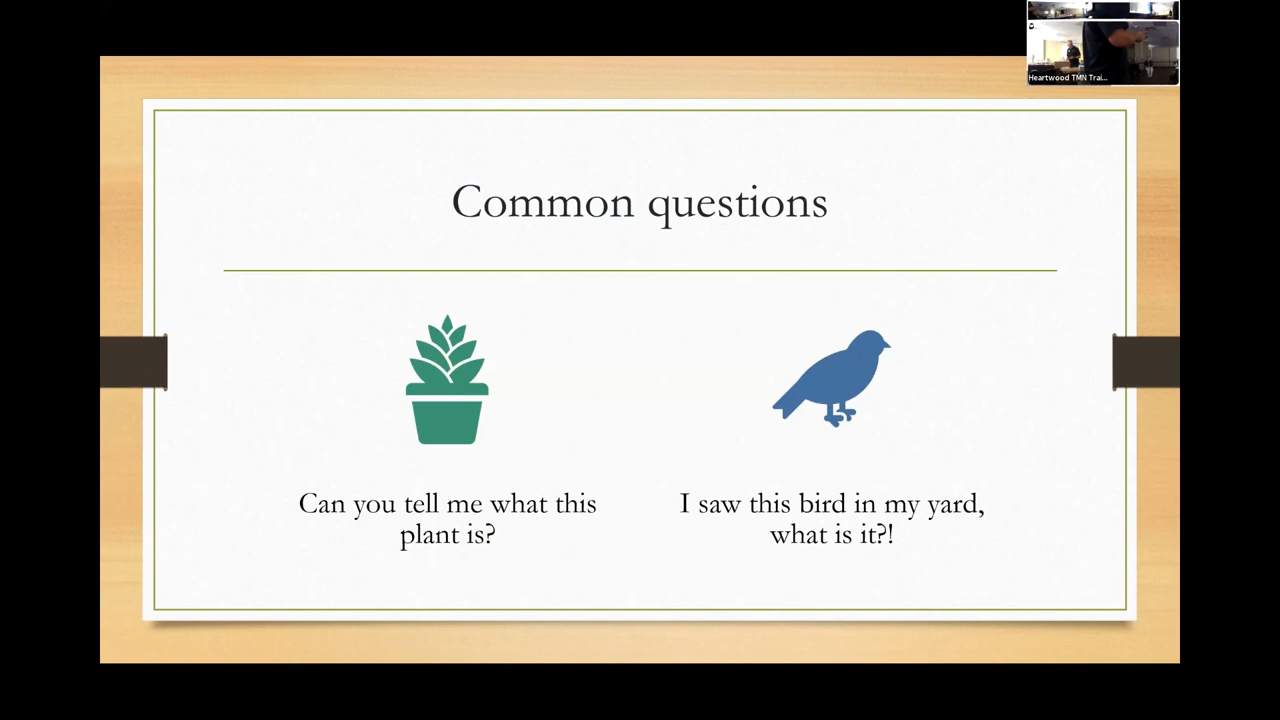 Heartwood TMN Trai...
Common questions
Can you tell me what this
plant is?
I saw this bird in my yard,
what is it?!